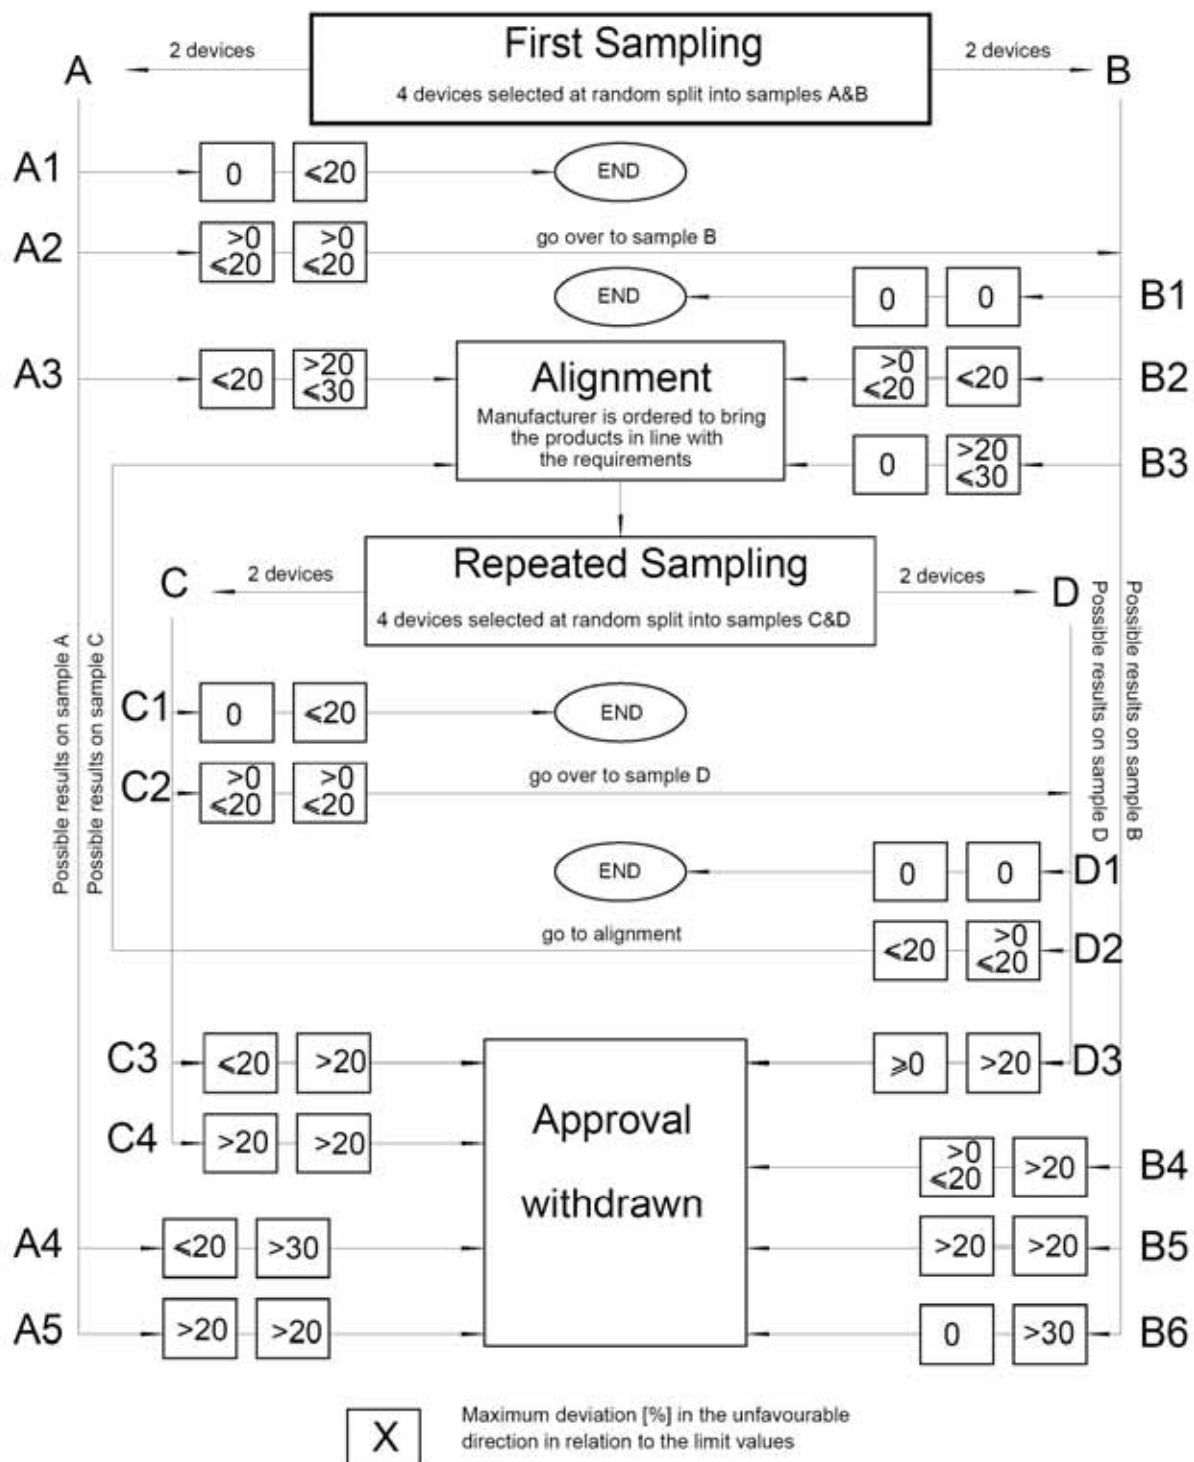 First Sampling
4 devices selected at random split into samples A&B
A
2 devices
2 devices
B
A1
0
⩽20
END
A2
>0
⩽20
>0
⩽20
go over to sample B
END
0
0
B1
A3
⩽20
>20
⩽30
Alignment
Manufacturer is ordered to bring
the products in line with
the requirements
>0
⩽20
⩽20
B2
0
>20
⩽30
B3
Repeated Sampling
4 devices selected at random split into samples C&D
C
2 devices
2 devices
D
Possible results on sample A
Possible results on sample C
Possible results on sample D
Possible results on sample B
C1
0
⩽20
END
C2
>0
⩽20
>0
⩽20
go over to sample D
END
0
0
D1
go to alignment
⩽20
>0
⩽20
D2
C3
⩽20
>20
Approval
withdrawn
⩾0
>20
D3
C4
>20
>20
>0
⩽20
>20
B4
A4
⩽20
>30
>20
>20
B5
A5
>20
>20
0
>30
B6
X
Maximum deviation [%] in the unfavourable
direction in relation to the limit values